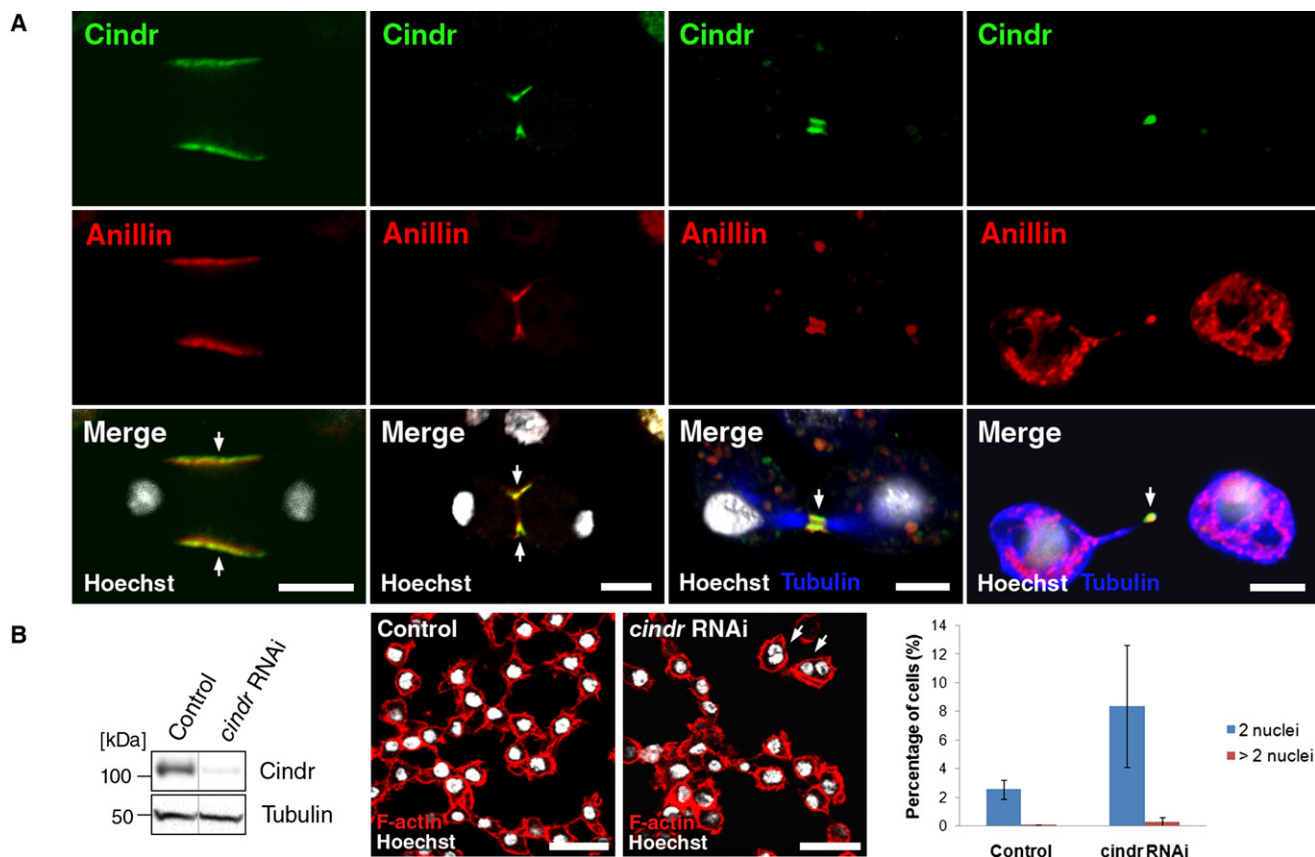 A
Cindr
Cindr
Cindr
Cindr
Anillin
Anillin
Anillin
Anillin
Merge
Merge
Merge
Merge
Hoechst
Hoechst
Hoechst Tubulin
Hoechst Tubulin
B
Control
cindr RNAi
[kDa]
100
Cindr
50
Tubulin
Control
F-actin
Hoechst
cindr RNAi
F-actin
Hoechst
Percentage of cells (%)
14
12
10
8
6
4
2
0
Control
cindr RNAi
2 nuclei
> 2 nuclei